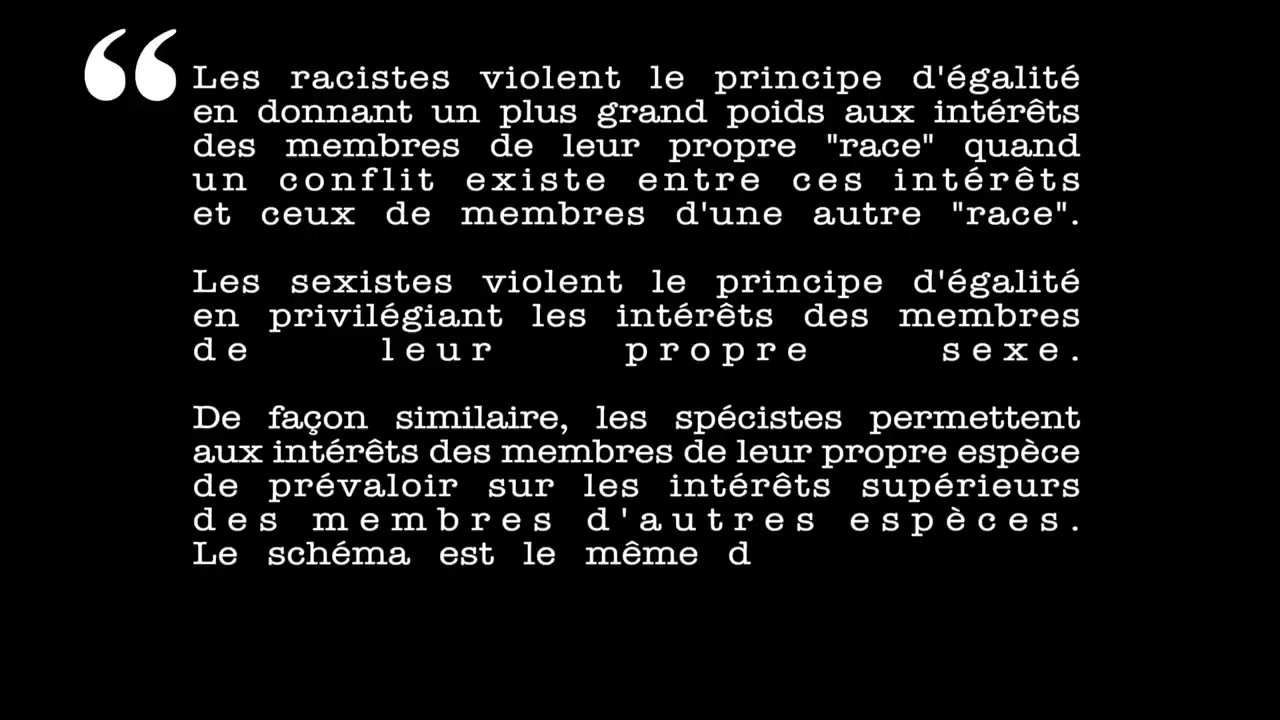 “
Les racistes violent le principe d'égalité
en donnant un plus grand poids aux intérêts
des membres de leur propre "race" quand
un conflit existe entre ces intérêts
et ceux de membres d'une autre "race".
Les sexistes violent le principe d'égalité
en privilégiant les intérêts des membres
de leur propre sexe.
De façon similaire, les spécistes permettent
aux intérêts des membres de leur propre espèce
de prévaloir sur les intérêts supérieurs
des membres d'autres espèces.
Le schéma est le même d